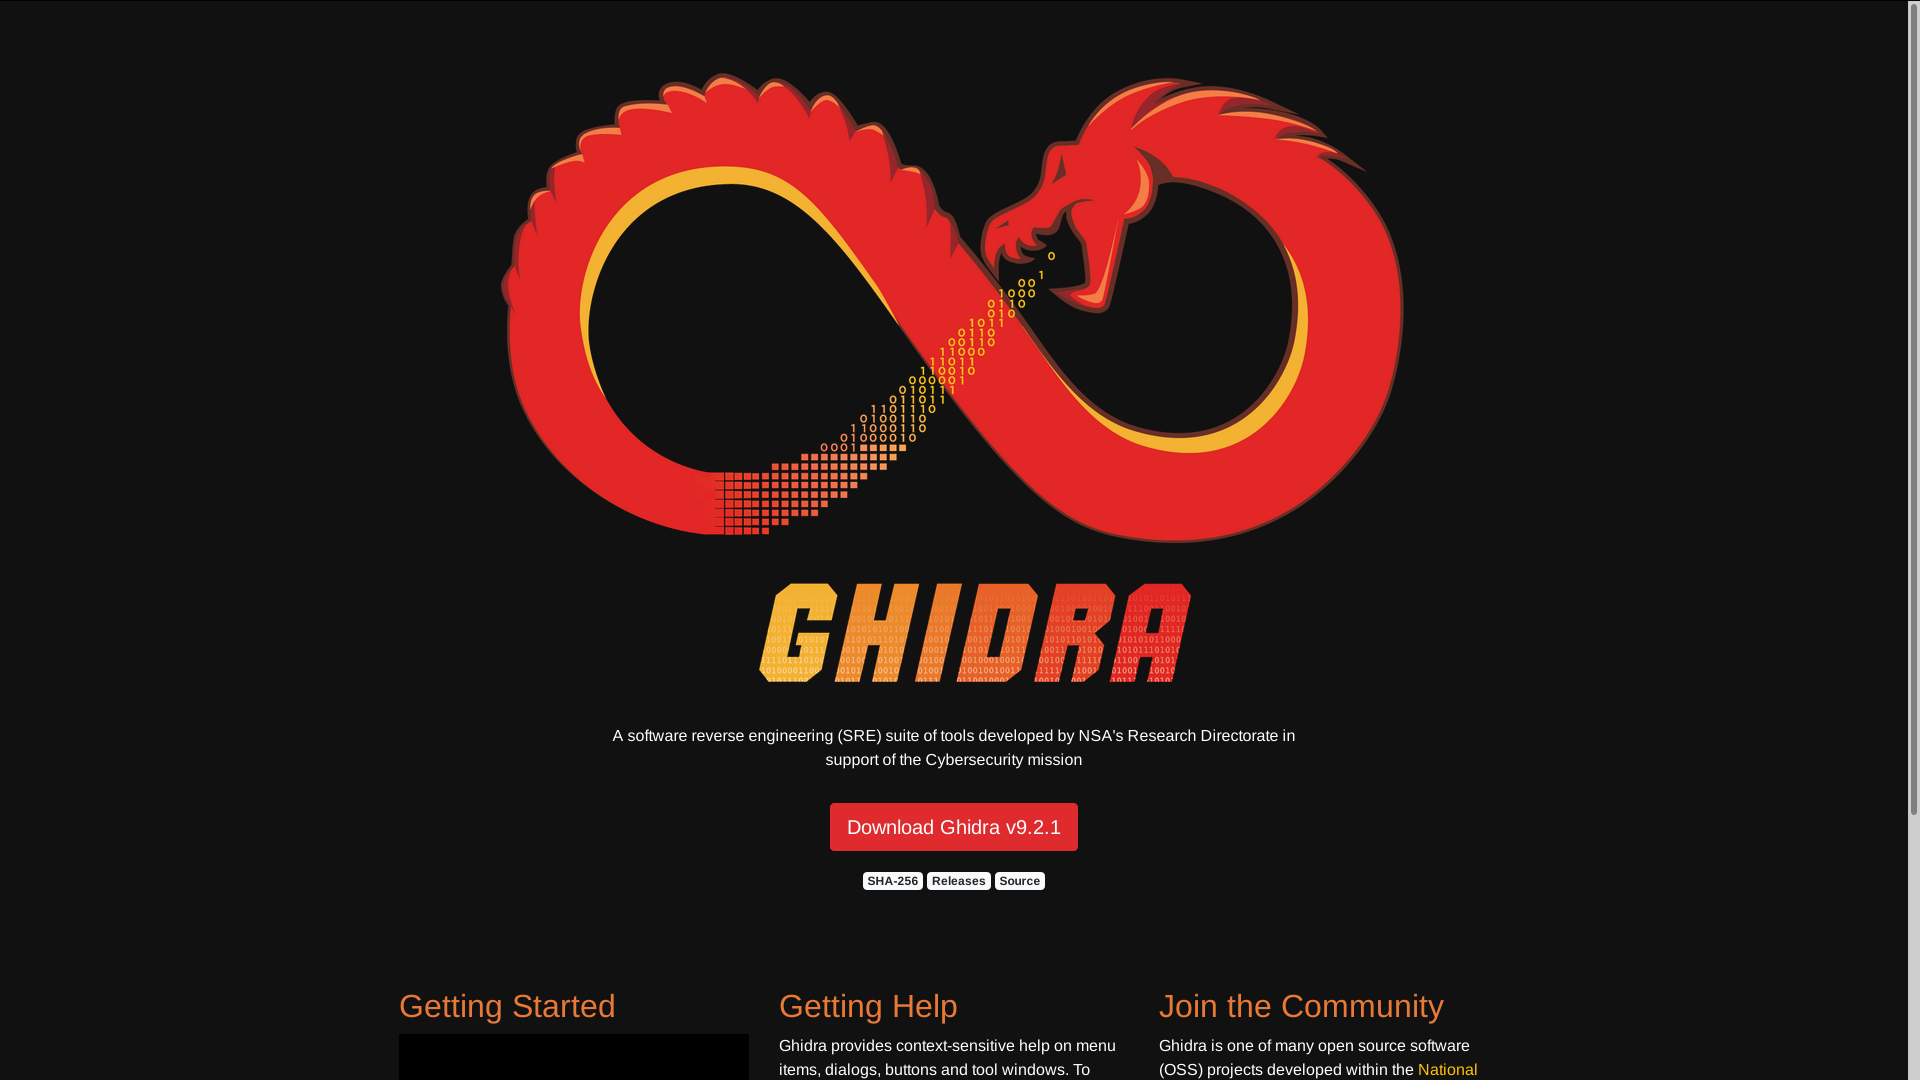 GHIDRA
A software reverse engineering (SRE) suite of tools developed by NSA's Research Directorate in
support of the Cybersecurity mission
Download Ghidra v9.2.1
SHA-256 Releases Source
Getting Started
Getting Help
Ghidra provides context-sensitive help on menu
items, dialogs, buttons and tool windows. To
Join the Community
Ghidra is one of many open source software
(OSS) projects developed within the National